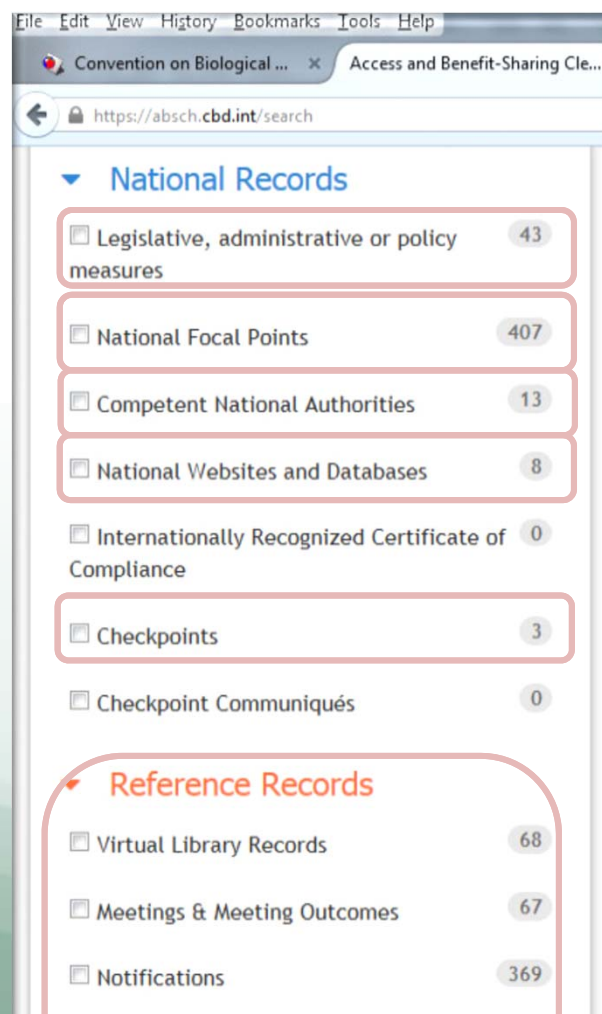 File Edit View History Bookmarks Tools Help
Convention on Biological ... × Access and Benefit-Sharing Cle...
https://absch.cbd.int/search
National Records
Legislative, administrative or policy 43
measures
National Focal Points 407
Competent National Authorities 13
National Websites and Databases 8
Internationally Recognized Certificate of 0
Compliance
Checkpoints 3
Checkpoint Communiqués 0
Reference Records
Virtual Library Records 68
Meetings & Meeting Outcomes 67
Notifications 369